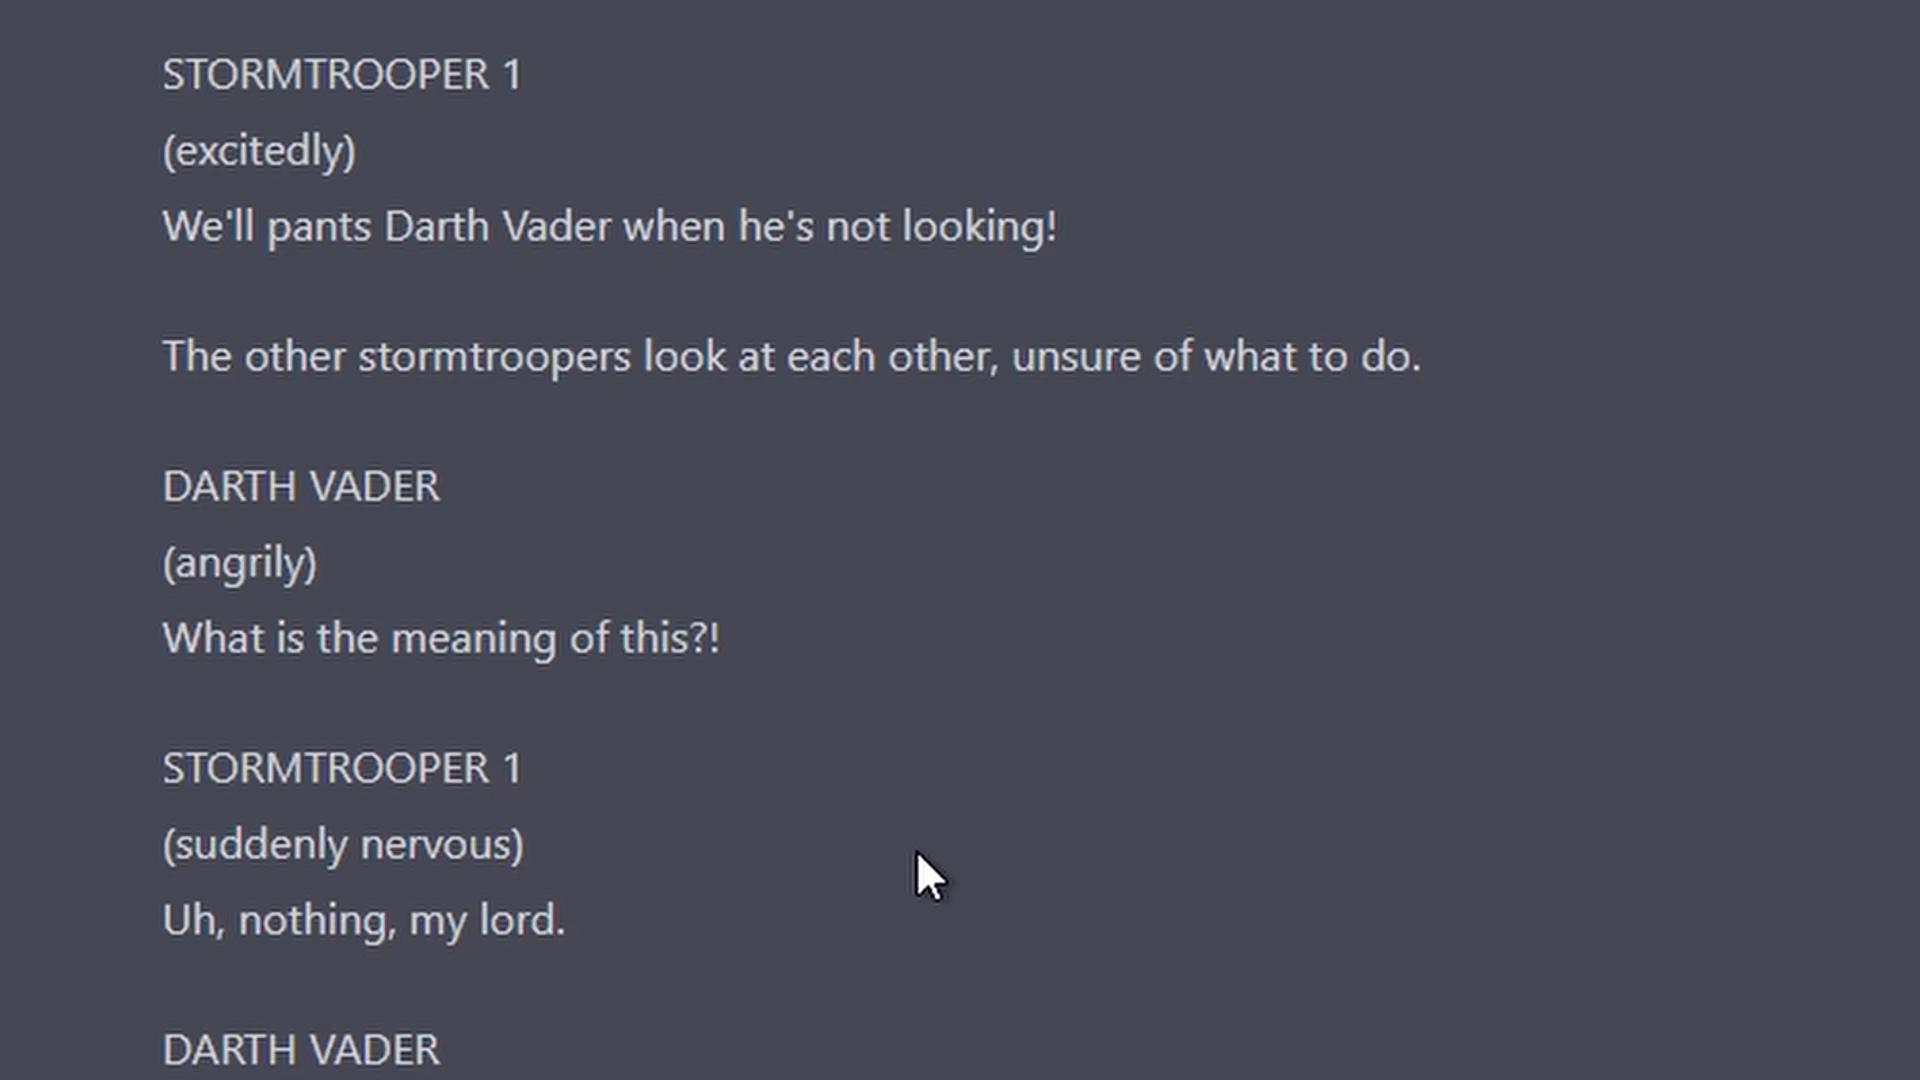 STORMTROOPER 1
(excitedly)
We'll pants Darth Vader when he's not looking!
The other stormtroopers look at each other, unsure of what to do.
DARTH VADER
(angrily)
What is the meaning of this?!
STORMTROOPER 1
(suddenly nervous)
Uh, nothing, my lord.
DARTH VADER